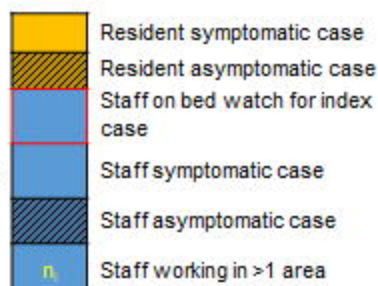 Resident symptomatic case
Resident asymptomatic case
Staff on bed watch for index
case
Staff symptomatic case
Staff asymptomatic case
Staff working in >1 area